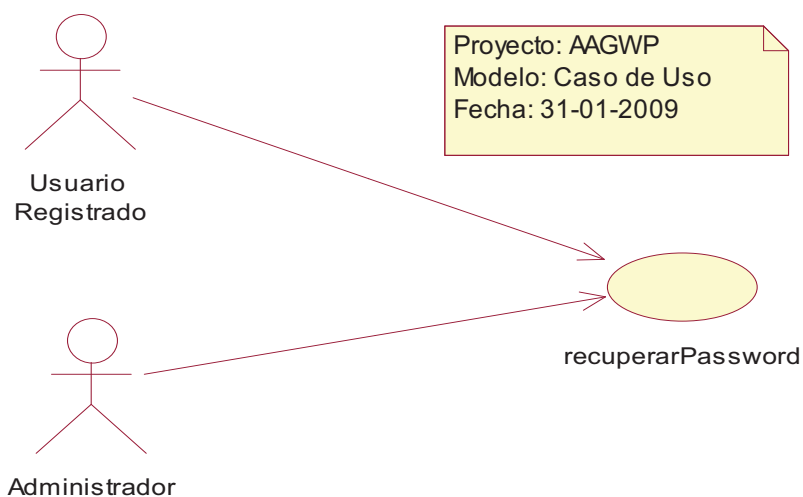 Proyecto: AAGWP
Modelo: Caso de Uso
Fecha: 31-01-2009
Usuario
Registrado
recuperarPassword
Administrador